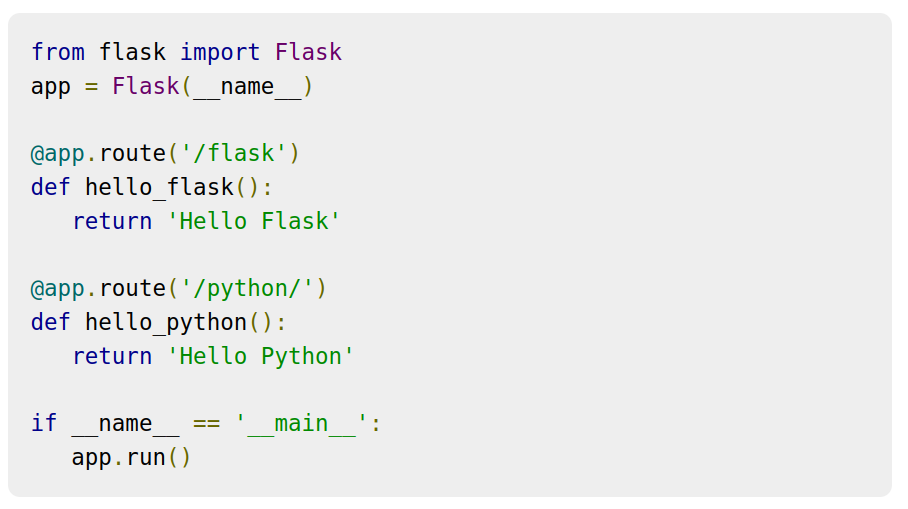 from flask import Flask
app = Flask(__name__)

@app.route('/flask')
def hello_flask():
   return 'Hello Flask'

@app.route('/python/')
def hello_python():
   return 'Hello Python'

if __name__ == '__main__':
   app.run()